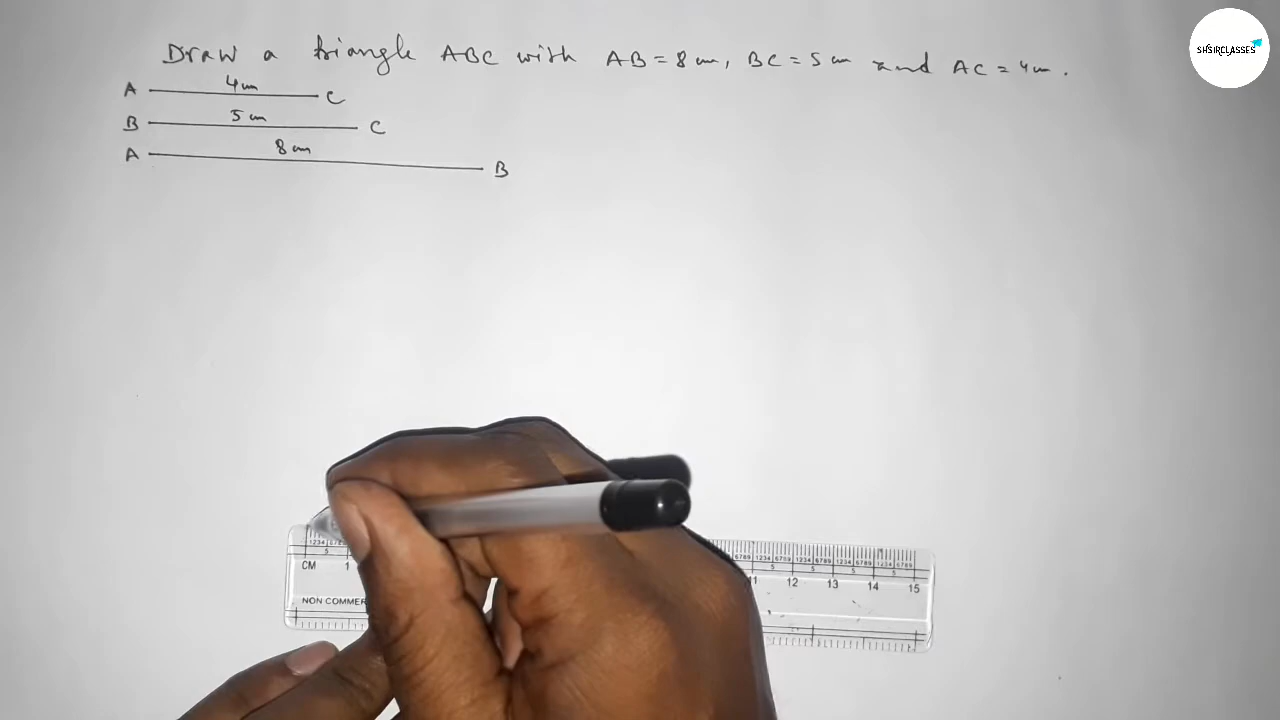 Draw a triangle ABC with AB = 8 cm, BC = 5 cm and AC = 4 cm.
SHSIRCLASSES
A 4 cm C
B 5 cm C
A 8 cm B
CM 1 11 12 13 14 15
NON COMMER